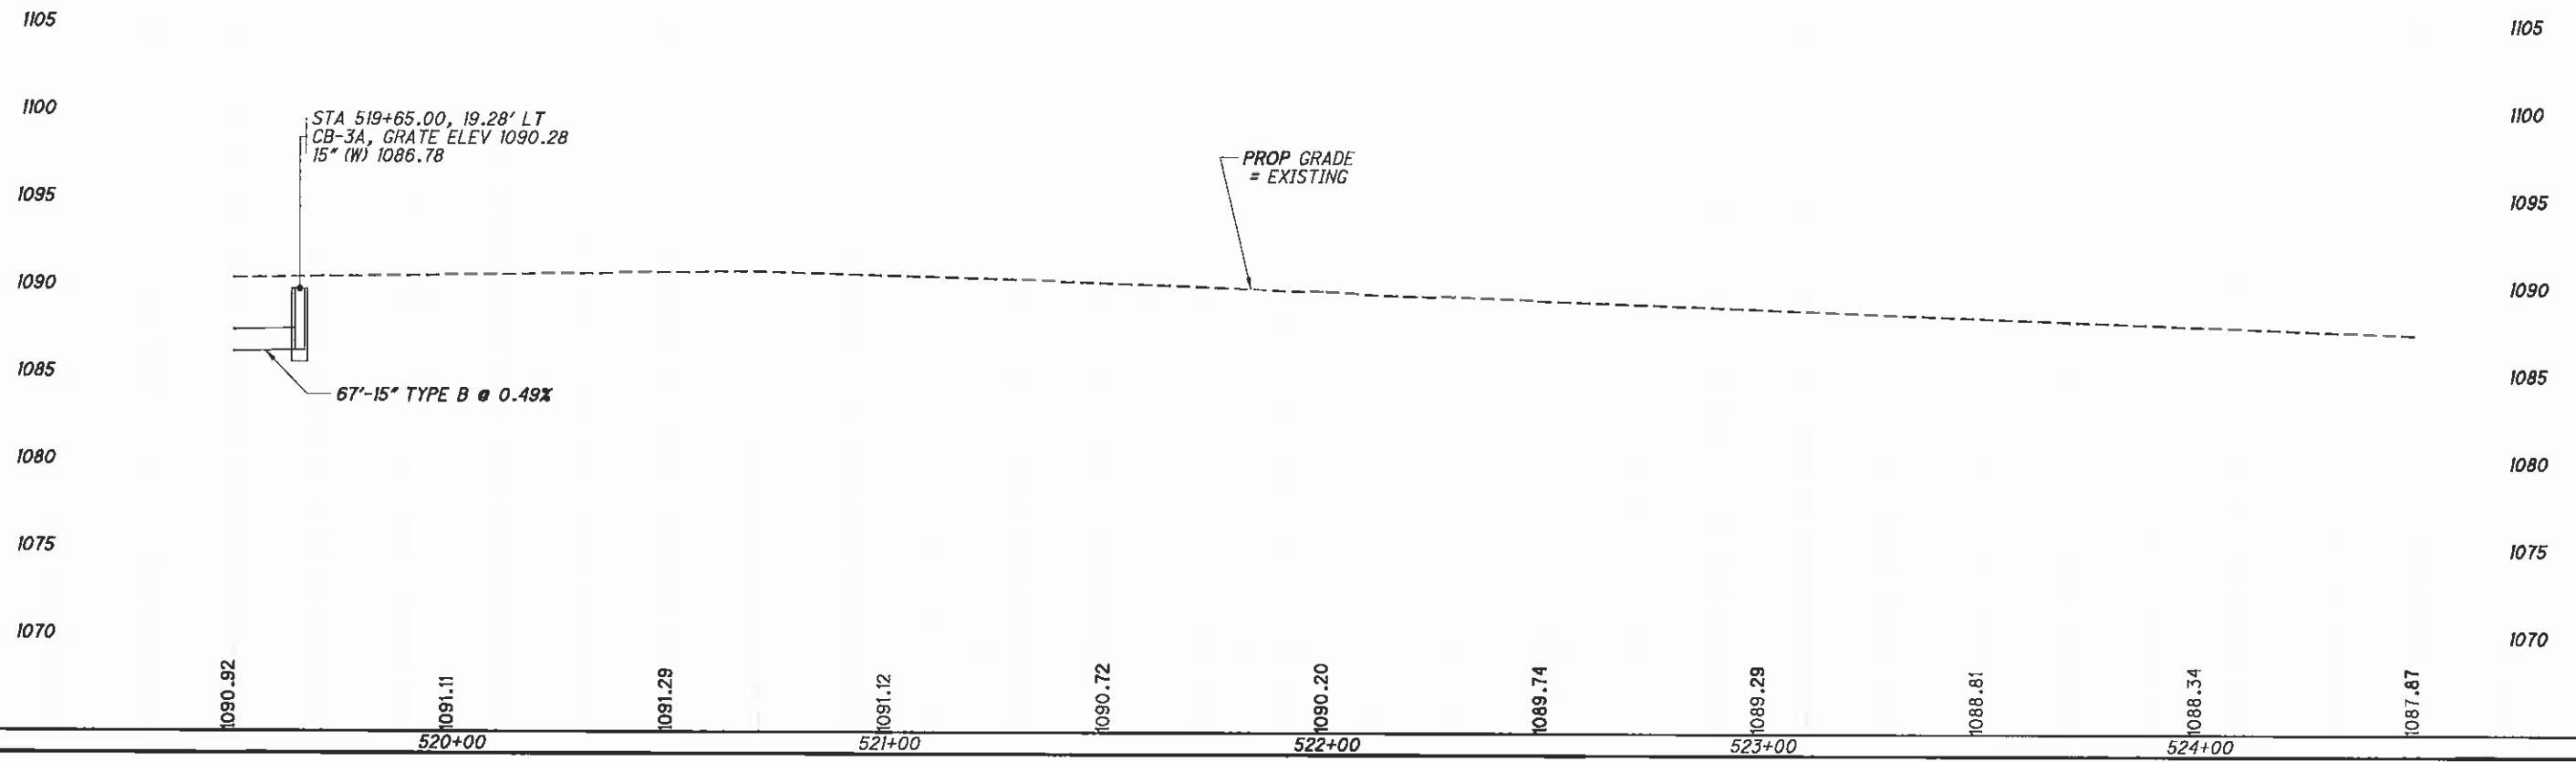 1105 1105
1100 1100
STA 519+65.00, 19.28' LT
CB-3A, GRATE ELEV 1090.28
15" (W) 1086.78
PROP GRADE
= EXISTING
1095 1095
1090 1090
1085 1085
67'-15" TYPE B @ 0.49%
1080 1080
1075 1075
1070 1070
1090.92 1091.11 1091.29 1091.12 1090.72 1090.20 1089.74 1089.29 1088.81 1088.34 1087.87
520+00 521+00 522+00 523+00 524+00